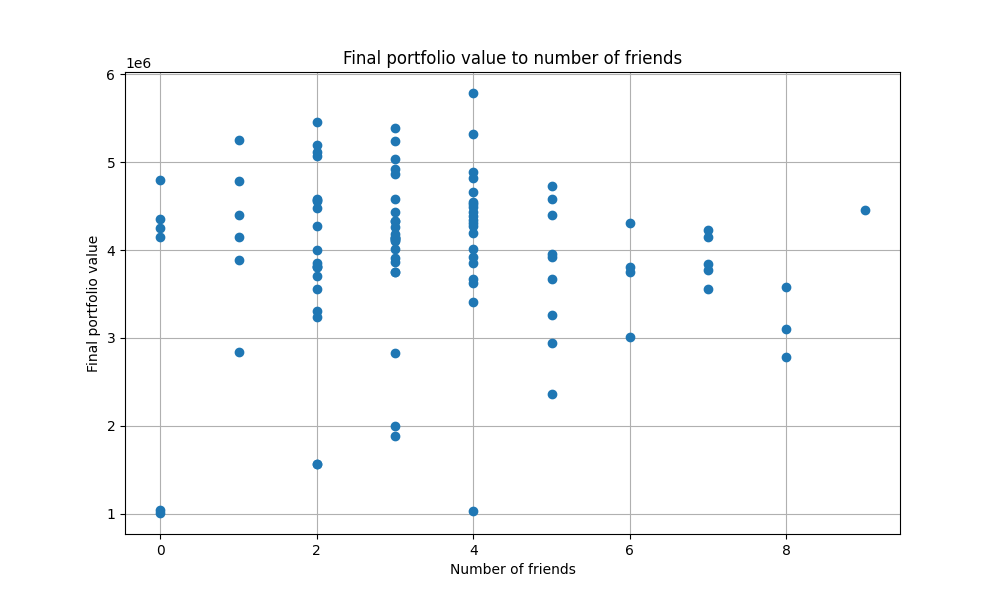 Final portfolio value to number of friends
1e6
6
5
4
3
2
1
Final portfolio value
0 2 4 6 8
Number of friends